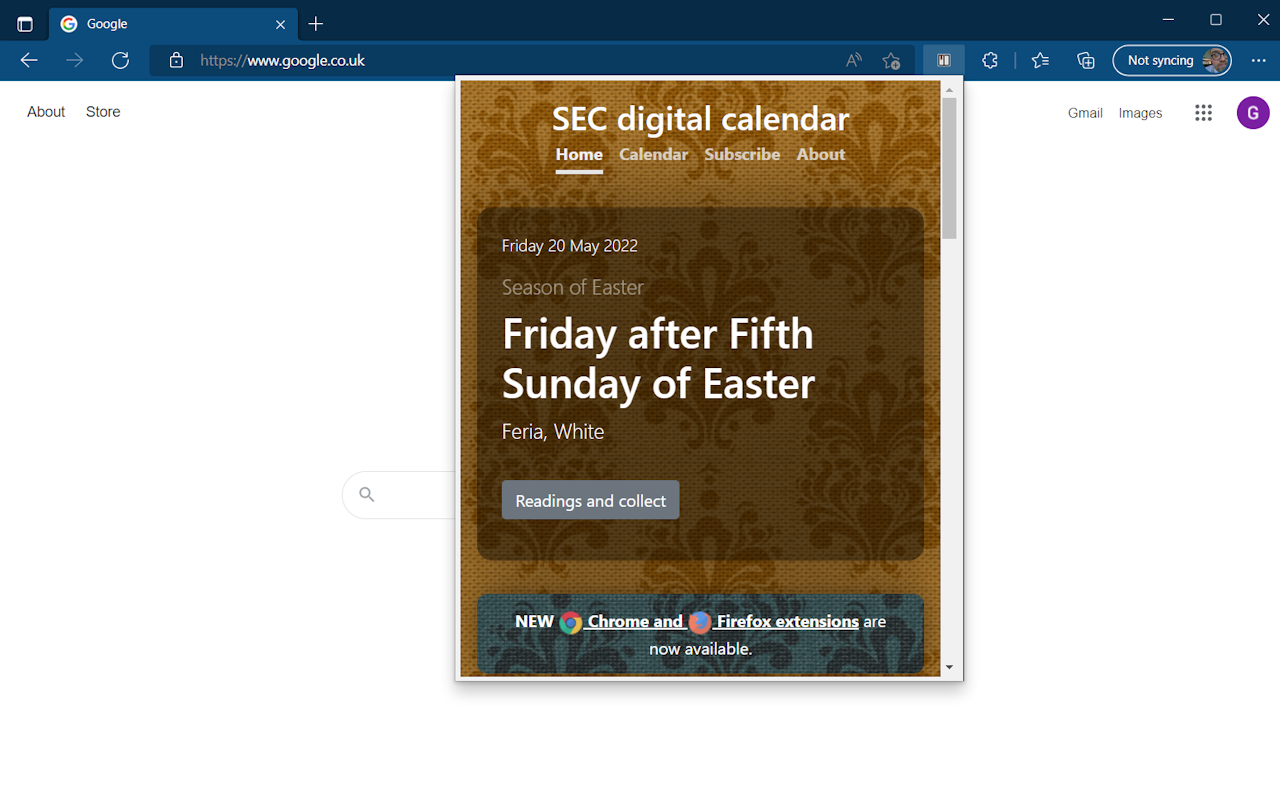 Google
https://www.google.co.uk
A
Not syncing
About Store
Gmail Images
G
SEC digital calendar
Home Calendar Subscribe About
Friday 20 May 2022
Season of Easter
Friday after Fifth
Sunday of Easter
Feria, White
Readings and collect
NEW Chrome and Firefox extensions are
now available.